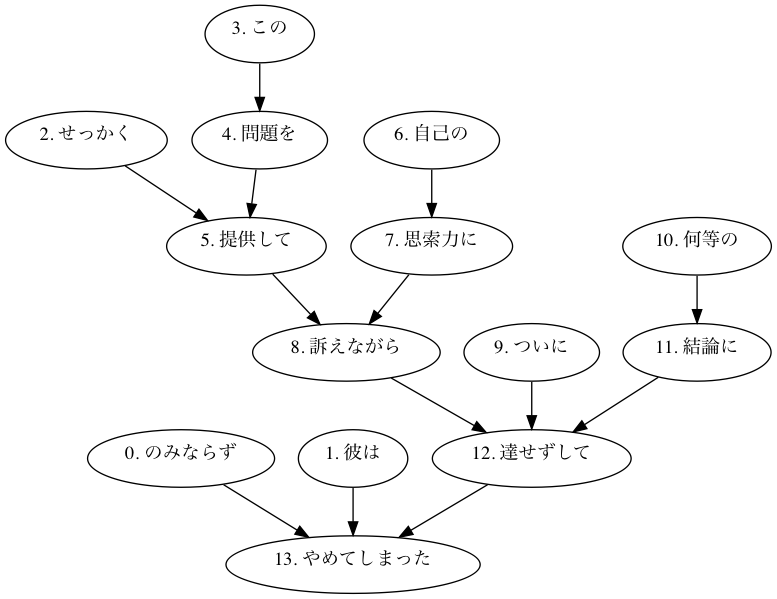 3. この
2. せっかく
4. 問題を
6. 自己の
5. 提供して
7. 思索力に
10. 何等の
8. 訴えながら
9. ついに
11. 結論に
0. のみならず
1. 彼は
12. 達せずして
13. やめてしまった